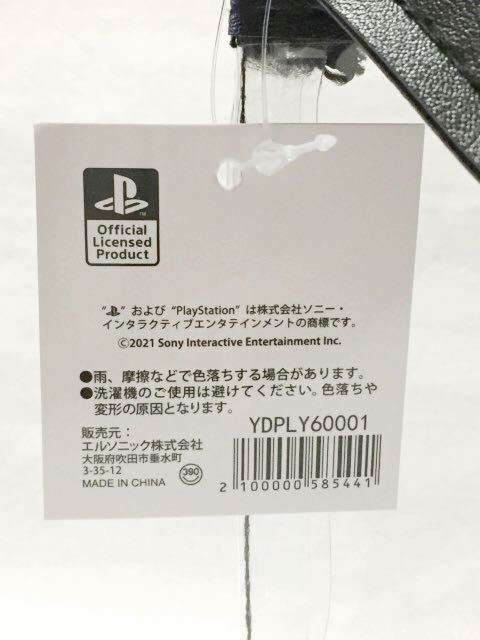 Official
Licensed
Product
TM
“PS” および “PlayStation” は株式会社ソニー・
インタラクティブエンタテインメントの商標です。
©2021 Sony Interactive Entertainment Inc.
●雨、摩擦などで色落ちする場合があります。
●洗濯機のご使用は避けてください。色落ちや
変形の原因となります。
販売元：
エルソニック株式会社
大阪府吹田市垂水町
3-35-12
MADE IN CHINA
390
YDPLY60001
2 100000 585441